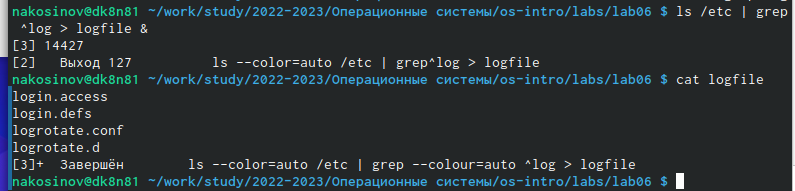 nakosinov@dk8n81 ~/work/study/2022-2023/Операционные системы/os-intro/labs/lab06 $ ls /etc | grep
 ^log > logfile &
[3] 14427
[2]   Выход 127            ls --color=auto /etc | grep^log > logfile
nakosinov@dk8n81 ~/work/study/2022-2023/Операционные системы/os-intro/labs/lab06 $ cat logfile
login.access
login.defs
logrotate.conf
logrotate.d
[3]+  Завершён         ls --color=auto /etc | grep --colour=auto ^log > logfile
nakosinov@dk8n81 ~/work/study/2022-2023/Операционные системы/os-intro/labs/lab06 $